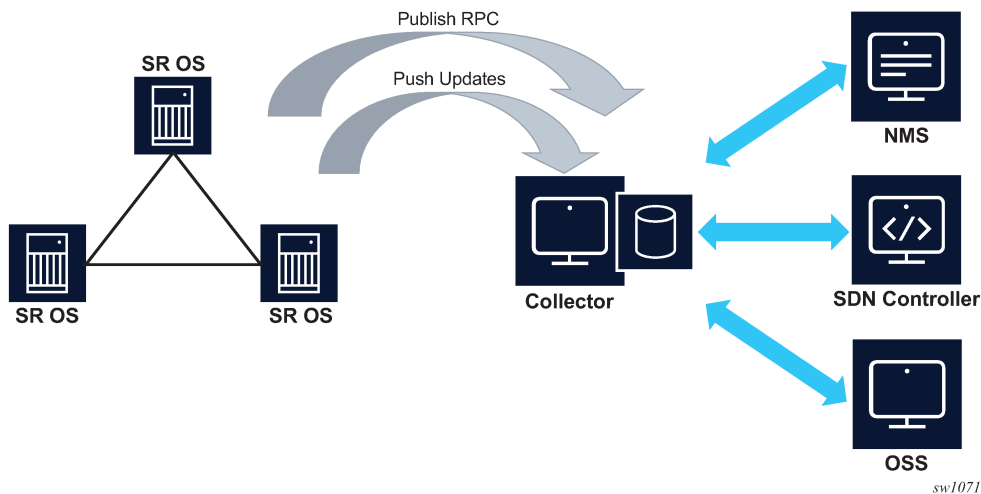 Publish RPC
Push Updates
SR OS
SR OS
SR OS
Collector
NMS
</>
SDN Controller
OSS
sw1071